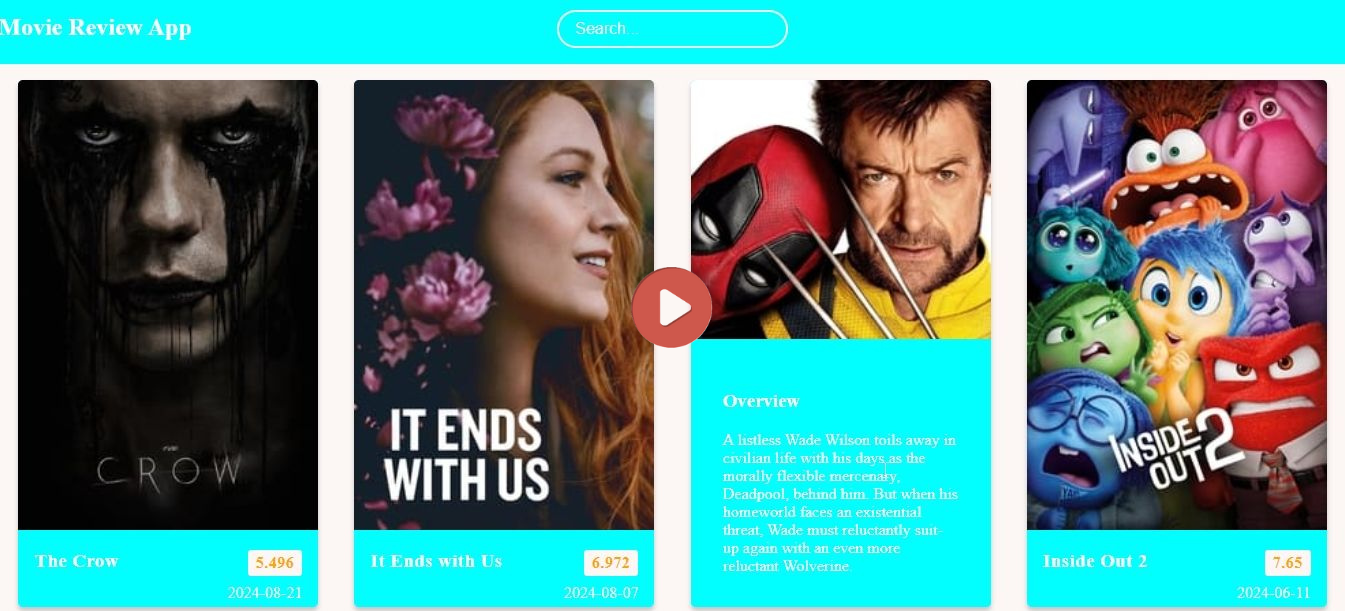 Movie Review App
Search...
THE
CROW
The Crow
5.496
2024-08-21
IT ENDS
WITH US
It Ends with Us
6.972
2024-08-07
Overview
A listless Wade Wilson toils away in
civilian life with his days as the
morally flexible mercenary,
Deadpool, behind him. But when his
homeworld faces an existential
threat, Wade must reluctantly suit-
up again with an even more
reluctant Wolverine.
INSIDE
OUT 2
Inside Out 2
7.65
2024-06-11